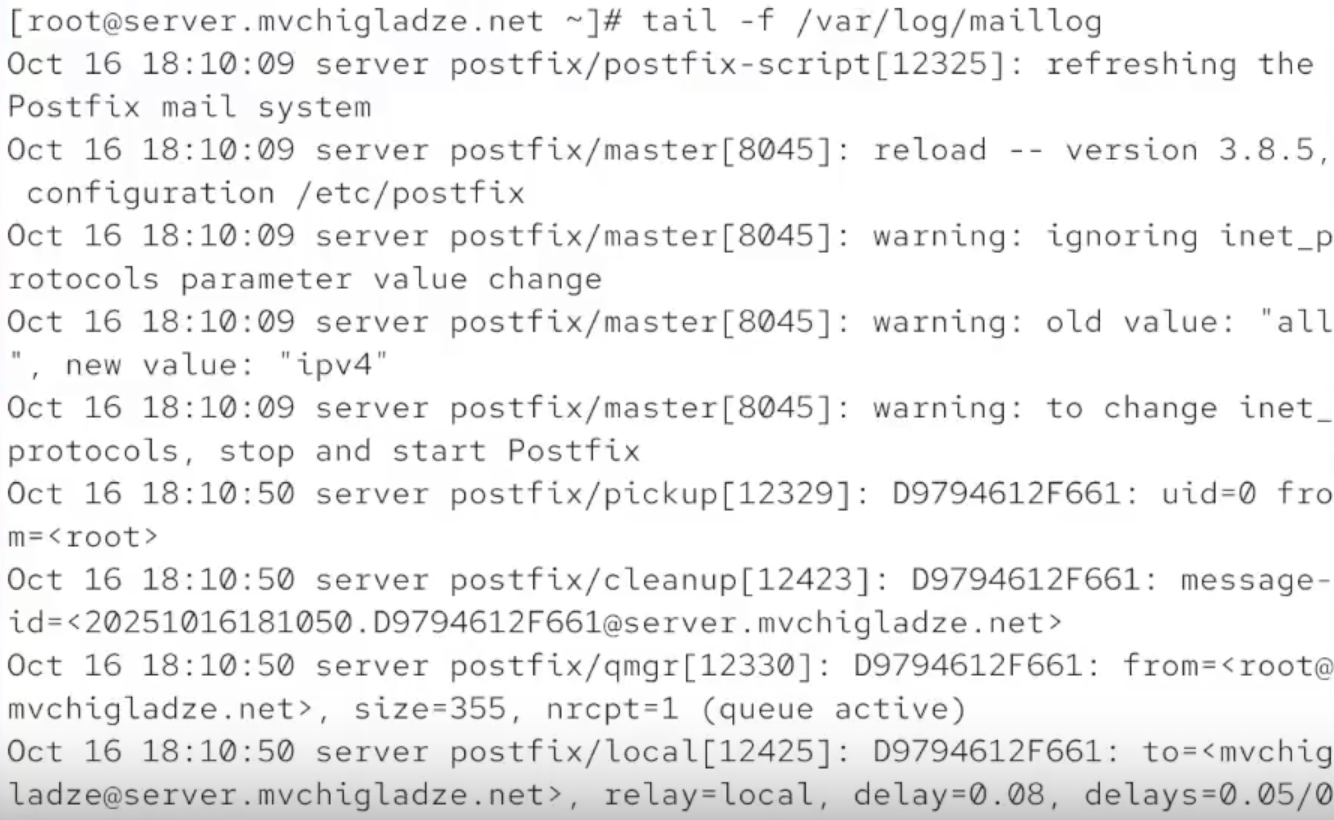 [root@server.mvchigladze.net ~]# tail -f /var/log/maillog
Oct 16 18:10:09 server postfix/postfix-script[12325]: refreshing the
Postfix mail system
Oct 16 18:10:09 server postfix/master[8045]: reload -- version 3.8.5,
 configuration /etc/postfix
Oct 16 18:10:09 server postfix/master[8045]: warning: ignoring inet_p
rotocols parameter value change
Oct 16 18:10:09 server postfix/master[8045]: warning: old value: "all
", new value: "ipv4"
Oct 16 18:10:09 server postfix/master[8045]: warning: to change inet_
protocols, stop and start Postfix
Oct 16 18:10:50 server postfix/pickup[12329]: D9794612F661: uid=0 fro
m=<root>
Oct 16 18:10:50 server postfix/cleanup[12423]: D9794612F661: message-
id=<20251016181050.D9794612F661@server.mvchigladze.net>
Oct 16 18:10:50 server postfix/qmgr[12330]: D9794612F661: from=<root@
mvchigladze.net>, size=355, nrcpt=1 (queue active)
Oct 16 18:10:50 server postfix/local[12425]: D9794612F661: to=<mvchig
ladze@server.mvchigladze.net>, relay=local, delay=0.08, delays=0.05/0